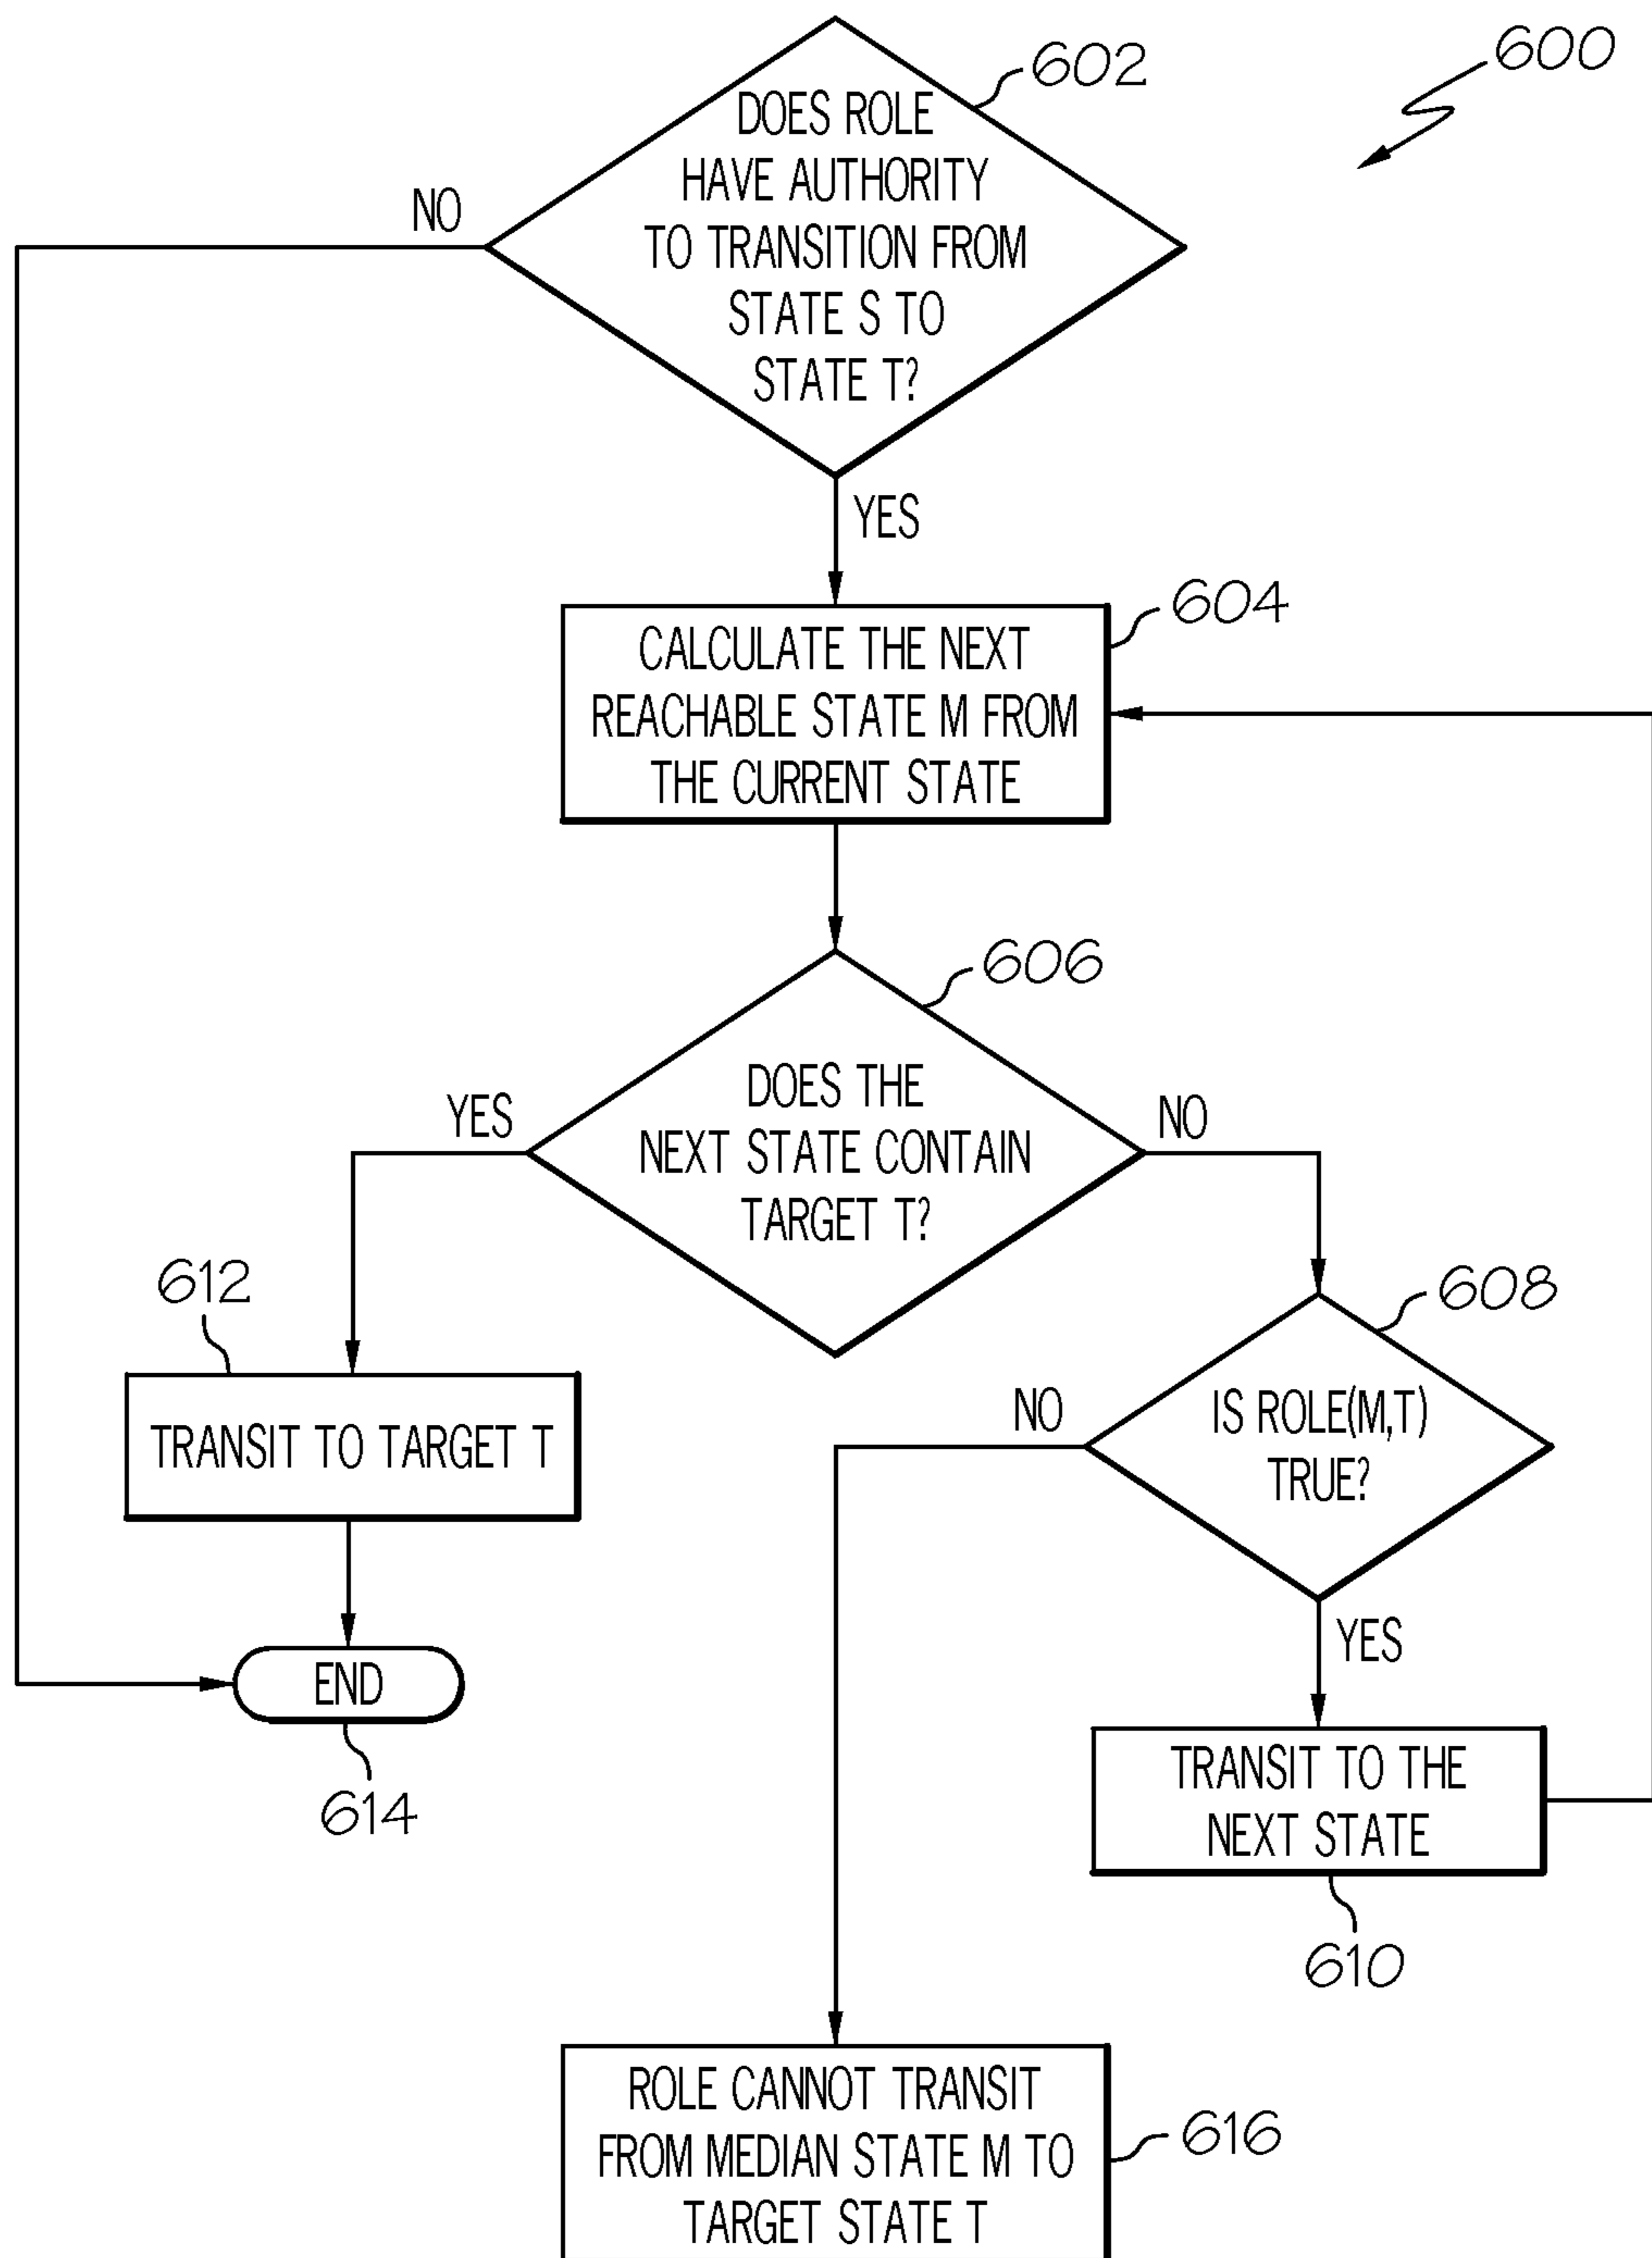 600
602
DOES ROLE
HAVE AUTHORITY
TO TRANSITION FROM
STATE S TO
STATE T?
NO
YES
604
CALCULATE THE NEXT
REACHABLE STATE M FROM
THE CURRENT STATE
606
DOES THE
NEXT STATE CONTAIN
TARGET T?
YES
NO
612
TRANSIT TO TARGET T
608
IS ROLE(M,T)
TRUE?
NO
YES
END
614
TRANSIT TO THE
NEXT STATE
610
ROLE CANNOT TRANSIT
FROM MEDIAN STATE M TO
TARGET STATE T
616